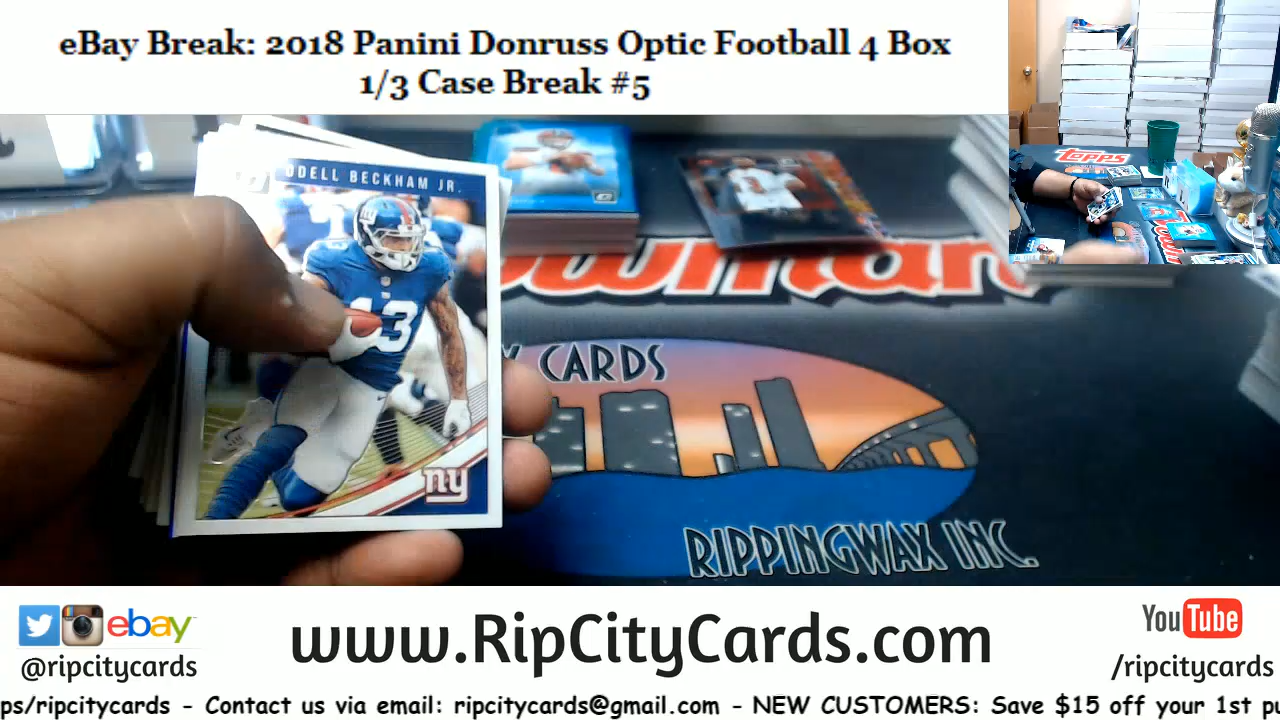 eBay Break: 2018 Panini Donruss Optic Football 4 Box
1/3 Case Break #5
Topps
ODELL BECKHAM JR.
CARDS
13
ny
RIPPINGWAX INC.
ebay
www.RipCityCards.com
You Tube
@ripcitycards
/ripcitycards
ps/ripcitycards - Contact us via email: ripcitycards@gmail.com - NEW CUSTOMERS: Save $15 off your 1st pu